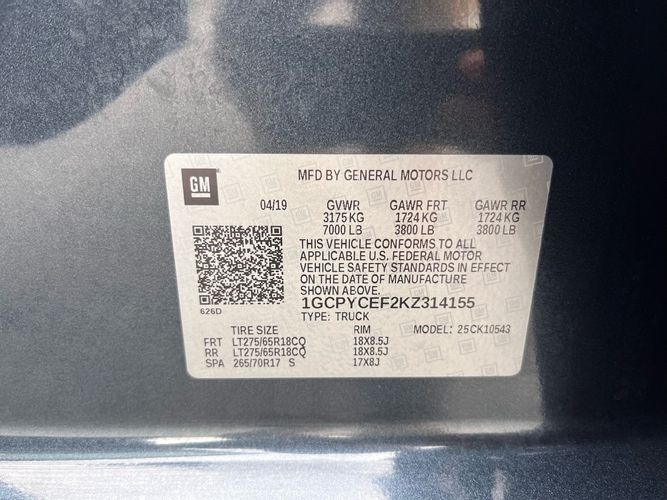 GM
MFD BY GENERAL MOTORS LLC
04/19 GVWR GAWR FRT GAWR RR
3175 KG 1724 KG 1724 KG
7000 LB 3800 LB 3800 LB
THIS VEHICLE CONFORMS TO ALL
APPLICABLE U.S. FEDERAL MOTOR
VEHICLE SAFETY STANDARDS IN EFFECT
ON THE DATE OF MANUFACTURE
SHOWN ABOVE.
626D
1GCPYCEF2KZ314155
TYPE: TRUCK MODEL: 25CK10543
TIRE SIZE RIM
FRT LT275/65R18CQ 18X8.5J
RR LT275/65R18CQ 18X8.5J
SPA 265/70R17 S 17X8J